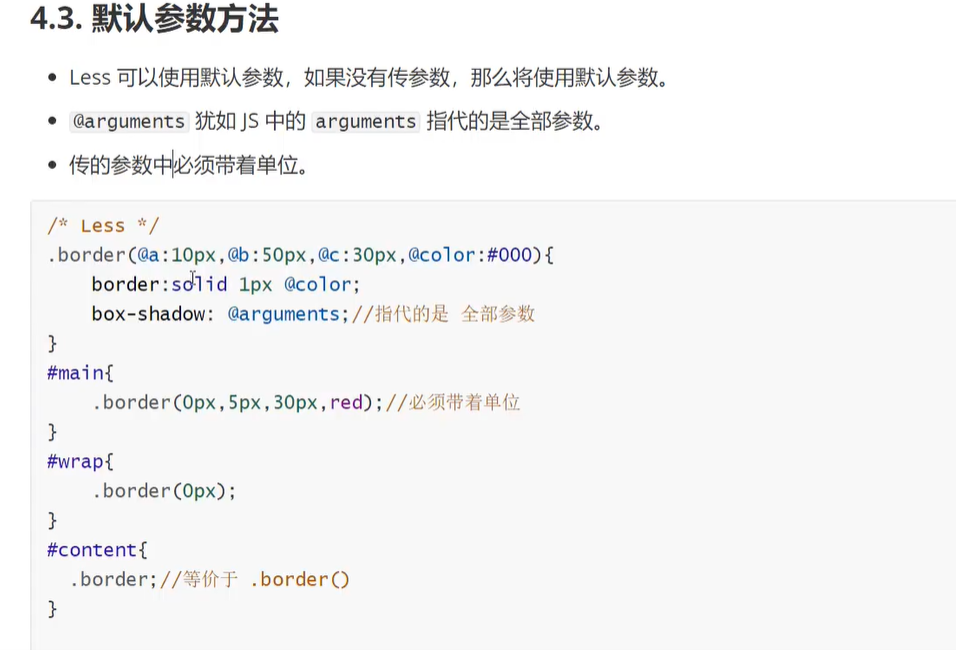 4.3. 默认参数方法
Less 可以使用默认参数，如果没有传参数，那么将使用默认参数。
@arguments 犹如 JS 中的 arguments 指代的是全部参数。
传的参数中必须带着单位。
/* Less */
.border(@a:10px,@b:50px,@c:30px,@color:#000){
border:solid 1px @color;
box-shadow: @arguments;//指代的是 全部参数
}
#main{
.border(0px,5px,30px,red);//必须带着单位
}
#wrap{
.border(0px);
}
#content{
.border;//等价于 .border()
}